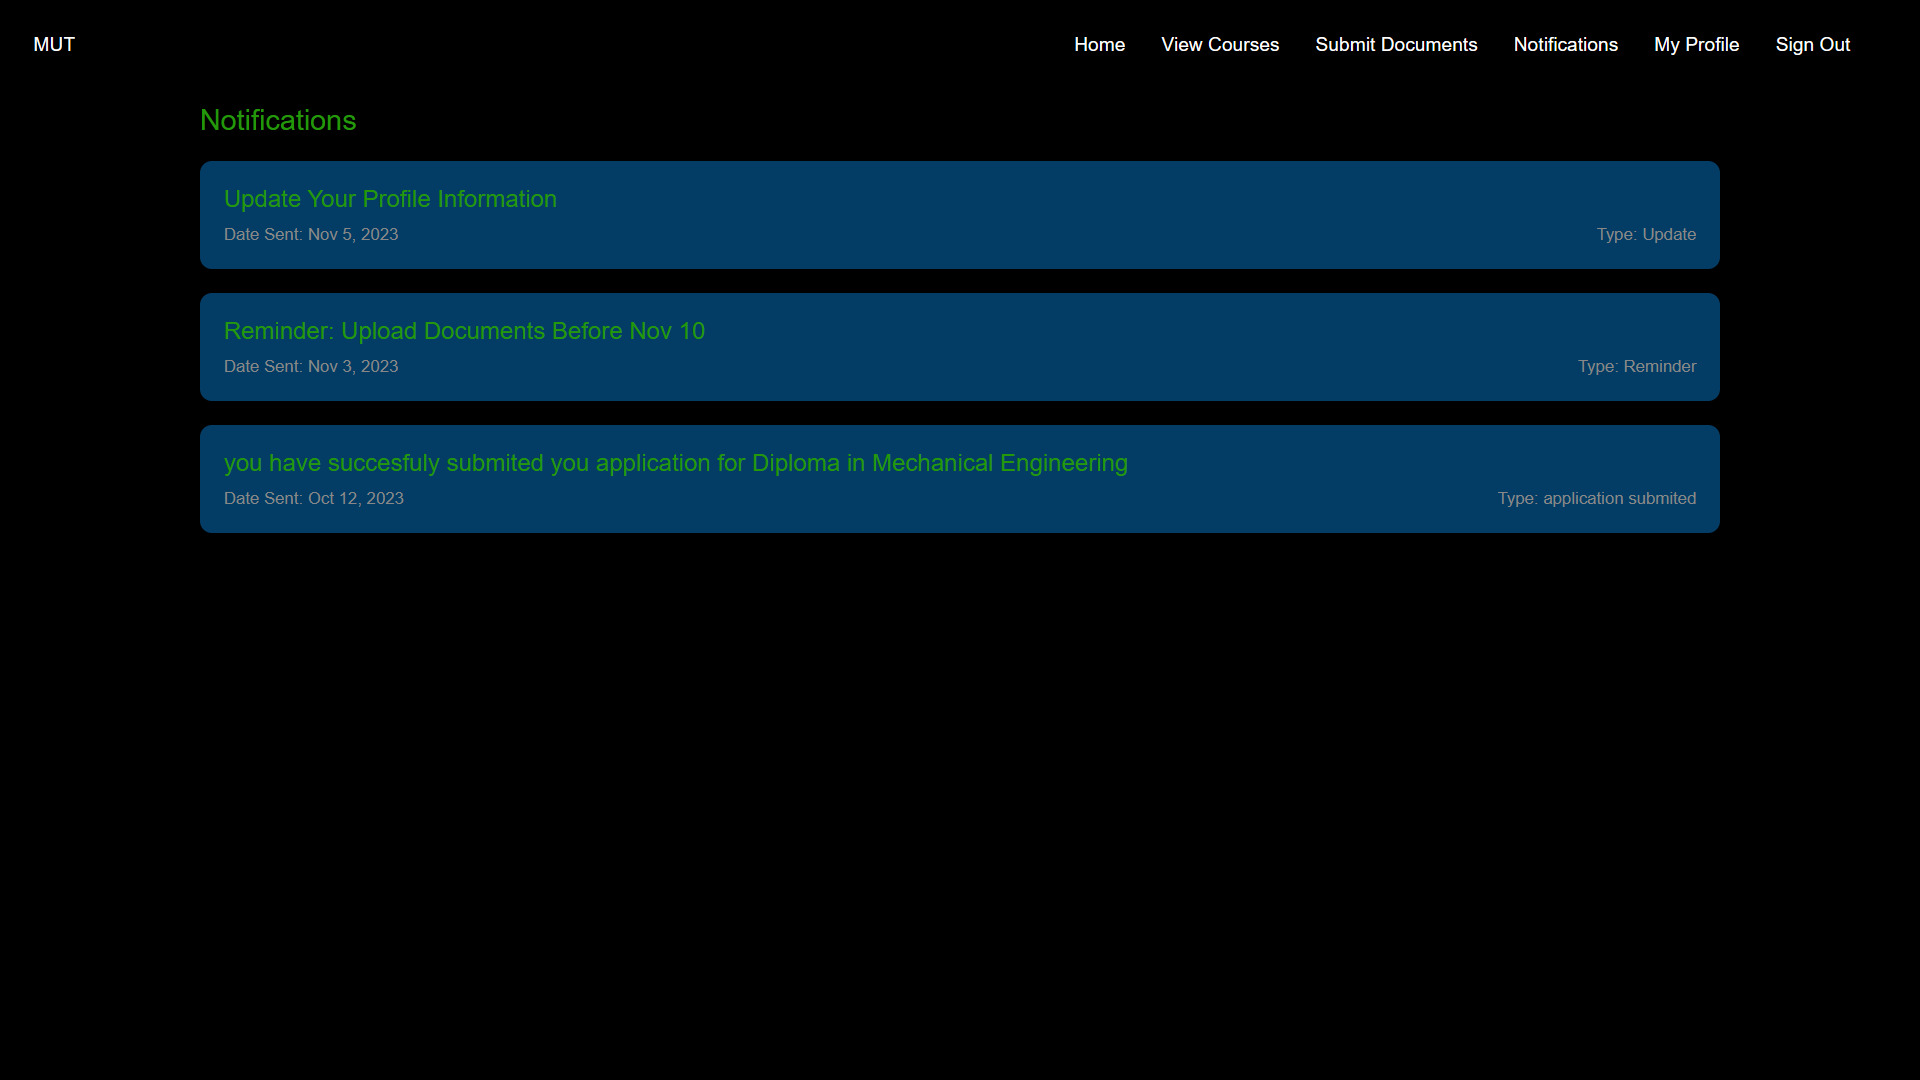 MUT
Home View Courses Submit Documents Notifications My Profile Sign Out
Notifications
Update Your Profile Information
Date Sent: Nov 5, 2023 Type: Update
Reminder: Upload Documents Before Nov 10
Date Sent: Nov 3, 2023 Type: Reminder
you have succesfuly submited you application for Diploma in Mechanical Engineering
Date Sent: Oct 12, 2023 Type: application submited